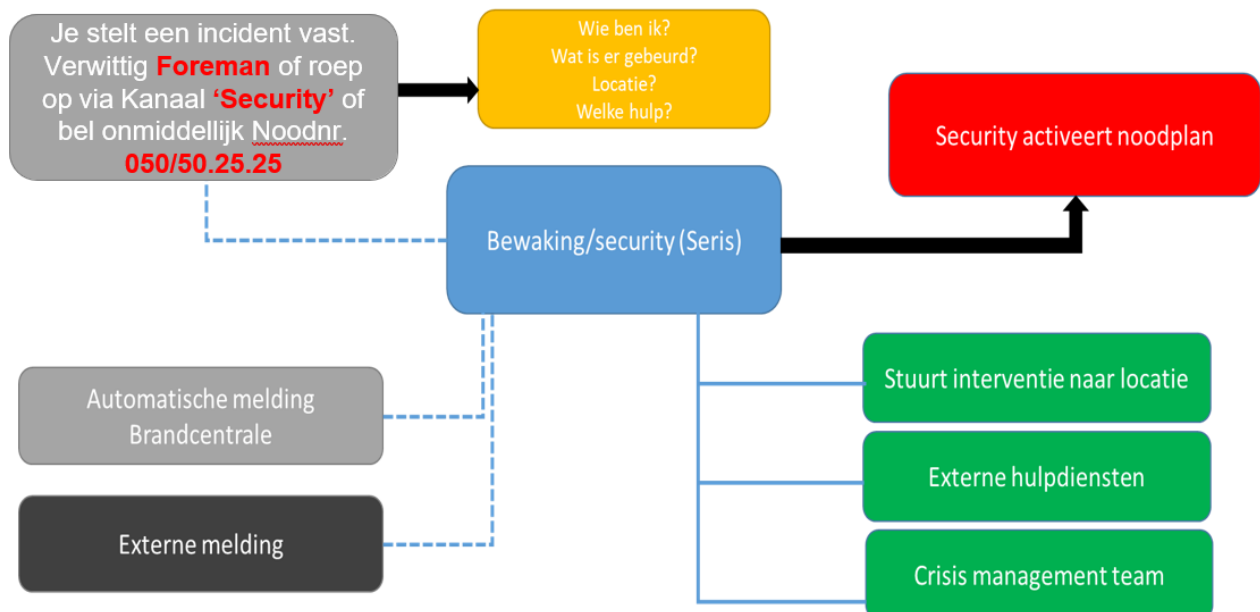 Je stelt een incident vast.
Verwittig Foreman of roep
op via Kanaal ‘Security’ of
bel onmiddellijk Noodnr.
050/50.25.25
Wie ben ik?
Wat is er gebeurd?
Locatie?
Welke hulp?
Security activeert noodplan
Bewaking/security (Seris)
Automatische melding
Brandcentrale
Externe melding
Stuurt interventie naar locatie
Externe hulpdiensten
Crisis management team